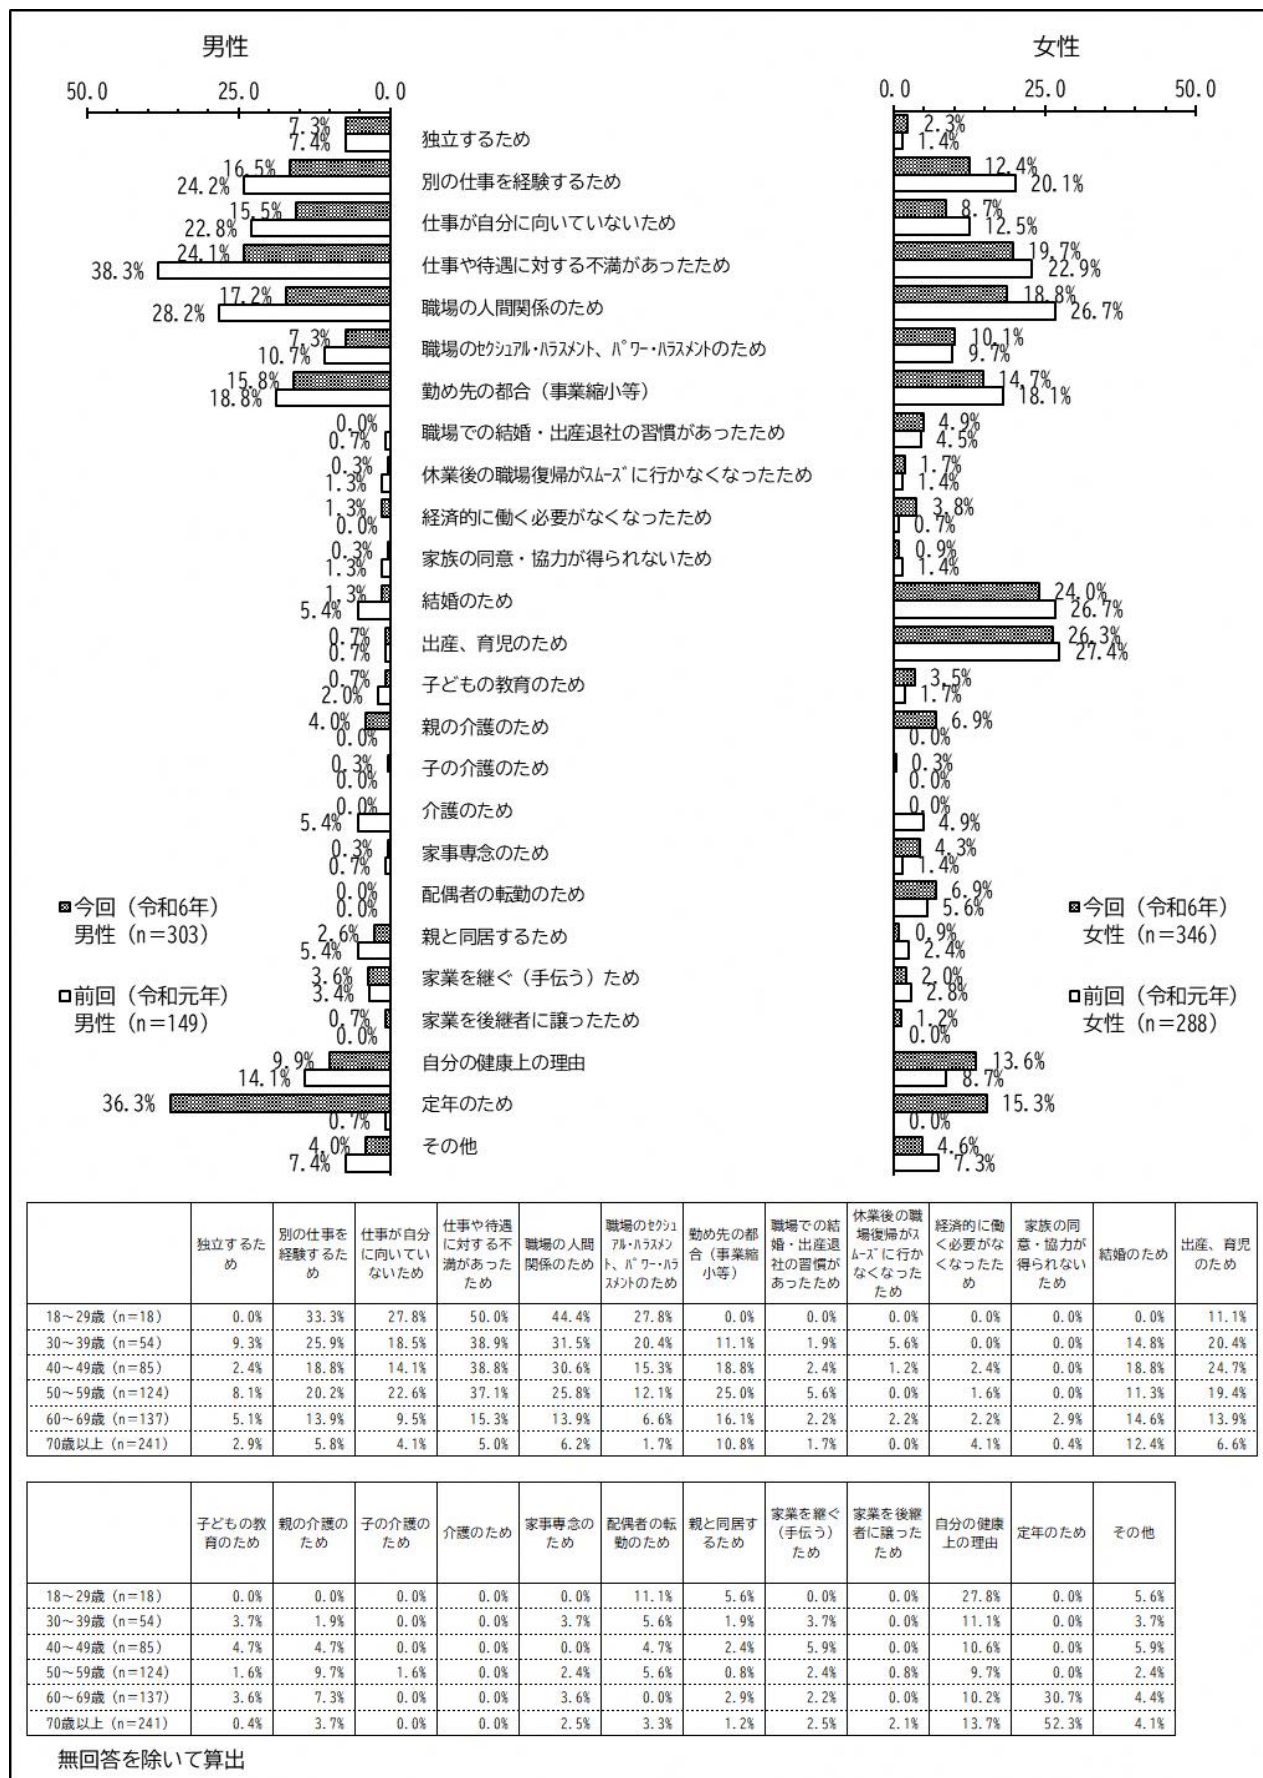 男性
女性
50.0 25.0 0.0
0.0 25.0 50.0
7.3% 独立するため 2.3%
7.4% 1.4%
16.5% 別の仕事を経験するため 12.4%
24.2% 20.1%
15.5% 仕事が自分に向いていないため 8.7%
22.8% 12.5%
24.1% 仕事や待遇に対する不満があったため 19.7%
38.3% 22.9%
17.2% 職場の人間関係のため 18.8%
28.2% 26.7%
7.3% 職場のセクシュアル・ハラスメント、パワー・ハラスメントのため 10.1%
10.7% 9.7%
15.8% 勤め先の都合（事業縮小等） 14.7%
18.8% 18.1%
0.0% 職場での結婚・出産退社の習慣があったため 4.9%
0.7% 4.5%
0.3% 休業後の職場復帰がスムーズに行かなくなったため 1.7%
1.3% 1.4%
1.3% 経済的に働く必要がなくなったため 3.8%
0.0% 0.7%
0.3% 家族の同意・協力が得られないため 0.9%
1.3% 1.4%
1.3% 結婚のため 24.0%
5.4% 26.7%
0.7% 出産、育児のため 26.3%
0.7% 27.4%
0.7% 子どもの教育のため 3.5%
2.0% 1.7%
4.0% 親の介護のため 6.9%
0.0% 0.0%
0.3% 子の介護のため 0.3%
0.0% 0.0%
0.0% 介護のため 0.0%
5.4% 4.9%
0.3% 家事専念のため 4.3%
0.7% 1.4%
0.0% 配偶者の転勤のため 6.9%
0.0% 5.6%
2.6% 親と同居するため 0.9%
5.4% 2.4%
3.6% 家業を継ぐ（手伝う）ため 2.0%
3.4% 2.8%
0.7% 家業を後継者に譲ったため 1.2%
0.0% 0.0%
9.9% 自分の健康上の理由 13.6%
14.1% 8.7%
36.3% 定年のため 15.3%
0.7% 0.0%
4.0% その他 4.6%
7.4% 7.3%
今回（令和6年）
男性（n＝303）
前回（令和元年）
男性（n＝149）
今回（令和6年）
女性（n＝346）
前回（令和元年）
女性（n＝288）
独立するため 別の仕事を経験するため 仕事が自分に向いていないため 仕事や待遇に対する不満があったため 職場の人間関係のため 職場のセクシュアル・ハラスメント、パワー・ハラスメントのため 勤め先の都合（事業縮小等） 職場での結婚・出産退社の習慣があったため 休業後の職場復帰がスムーズに行かなくなったため 経済的に働く必要がなくなったため 家族の同意・協力が得られないため 結婚のため 出産、育児のため
18～29歳（n＝18） 0.0% 33.3% 27.8% 50.0% 44.4% 27.8% 0.0% 0.0% 0.0% 0.0% 0.0% 0.0% 11.1%
30～39歳（n＝54） 9.3% 25.9% 18.5% 38.9% 31.5% 20.4% 11.1% 1.9% 5.6% 0.0% 0.0% 14.8% 20.4%
40～49歳（n＝85） 2.4% 18.8% 14.1% 38.8% 30.6% 15.3% 18.8% 2.4% 1.2% 2.4% 0.0% 18.8% 24.7%
50～59歳（n＝124） 8.1% 20.2% 22.6% 37.1% 25.8% 12.1% 25.0% 5.6% 0.0% 1.6% 0.0% 11.3% 19.4%
60～69歳（n＝137） 5.1% 13.9% 9.5% 15.3% 13.9% 6.6% 16.1% 2.2% 2.2% 2.2% 2.9% 14.6% 13.9%
70歳以上（n＝241） 2.9% 5.8% 4.1% 5.0% 6.2% 1.7% 10.8% 1.7% 0.0% 4.1% 0.4% 12.4% 6.6%
子どもの教育のため 親の介護のため 子の介護のため 介護のため 家事専念のため 配偶者の転勤のため 親と同居するため 家業を継ぐ（手伝う）ため 家業を後継者に譲ったため 自分の健康上の理由 定年のため その他
18～29歳（n＝18） 0.0% 0.0% 0.0% 0.0% 0.0% 11.1% 5.6% 0.0% 0.0% 27.8% 0.0% 5.6%
30～39歳（n＝54） 3.7% 1.9% 0.0% 0.0% 3.7% 5.6% 1.9% 3.7% 0.0% 11.1% 0.0% 3.7%
40～49歳（n＝85） 4.7% 4.7% 0.0% 0.0% 0.0% 4.7% 2.4% 5.9% 0.0% 10.6% 0.0% 5.9%
50～59歳（n＝124） 1.6% 9.7% 1.6% 0.0% 2.4% 5.6% 0.8% 2.4% 0.8% 9.7% 0.0% 2.4%
60～69歳（n＝137） 3.6% 7.3% 0.0% 0.0% 3.6% 0.0% 2.9% 2.2% 0.0% 10.2% 30.7% 4.4%
70歳以上（n＝241） 0.4% 3.7% 0.0% 0.0% 2.5% 3.3% 1.2% 2.5% 2.1% 13.7% 52.3% 4.1%
無回答を除いて算出